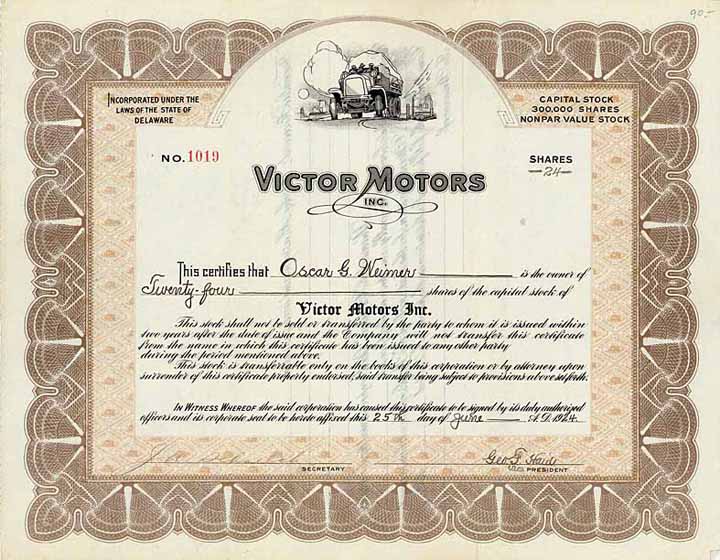 90-
INCORPORATED UNDER THE
LAWS OF THE STATE OF
DELAWARE
CAPITAL STOCK
300,000 SHARES
NONPAR VALUE STOCK
NO. 1019
SHARES
24
VICTOR MOTORS
INC.
This certifies that Oscar G. Weimer is the owner of
Twenty-four shares of the capital stock of
Victor Motors Inc.
This stock shall not be sold or transferred by the party to whom it is issued within
two years after the date of issue and the Company will not transfer this certificate
from the name in which this certificate has been issued to any other party
during the period mentioned above.
This stock is transferrable only on the books of this corporation or by attorney upon
surrender of this certificate properly endorsed, said transfer being subject to provisions above set forth.
IN WITNESS WHEREOF the said corporation has caused this certificate to be signed by its duly authorized
officers and its corporate seal to be hereto affixed this 25th day of June A.D. 1924.
Geo F.
SECRETARY
VICE PRESIDENT